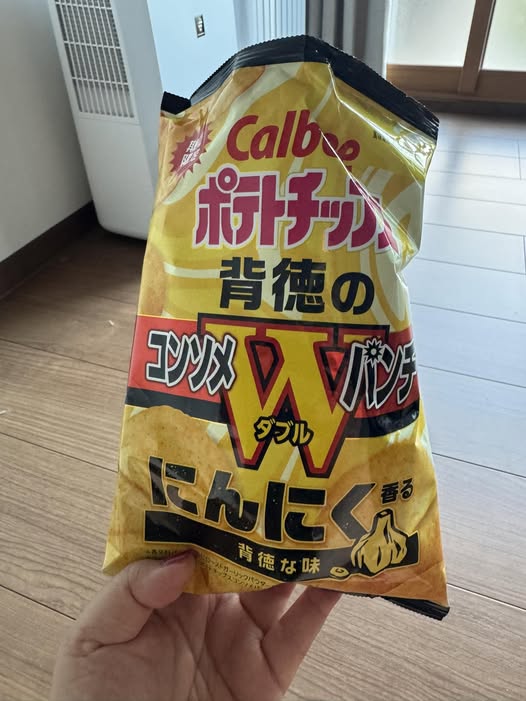 期間
限定
Calbee
ポテトチップス
背徳の
コンソメ
W
パンチ
ダブル
にんにく
香る
背徳な味